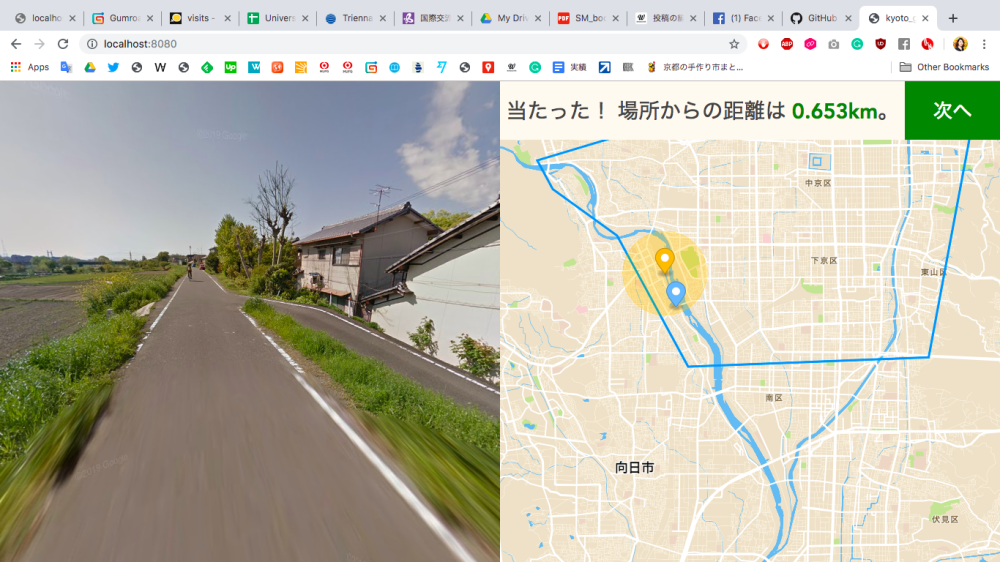 localho
Gumroa
visits -
Univers
Trienna
国際交
My Driv
SM_boo
投稿の
(1) Fac
GitHub
kyoto_
localhost:8080
Apps
実績
京都の手作り市まと…
Other Bookmarks
当たった！ 場所からの距離は 0.653km。
次へ
中京区
下京区
東山区
南区
向日市
伏見区